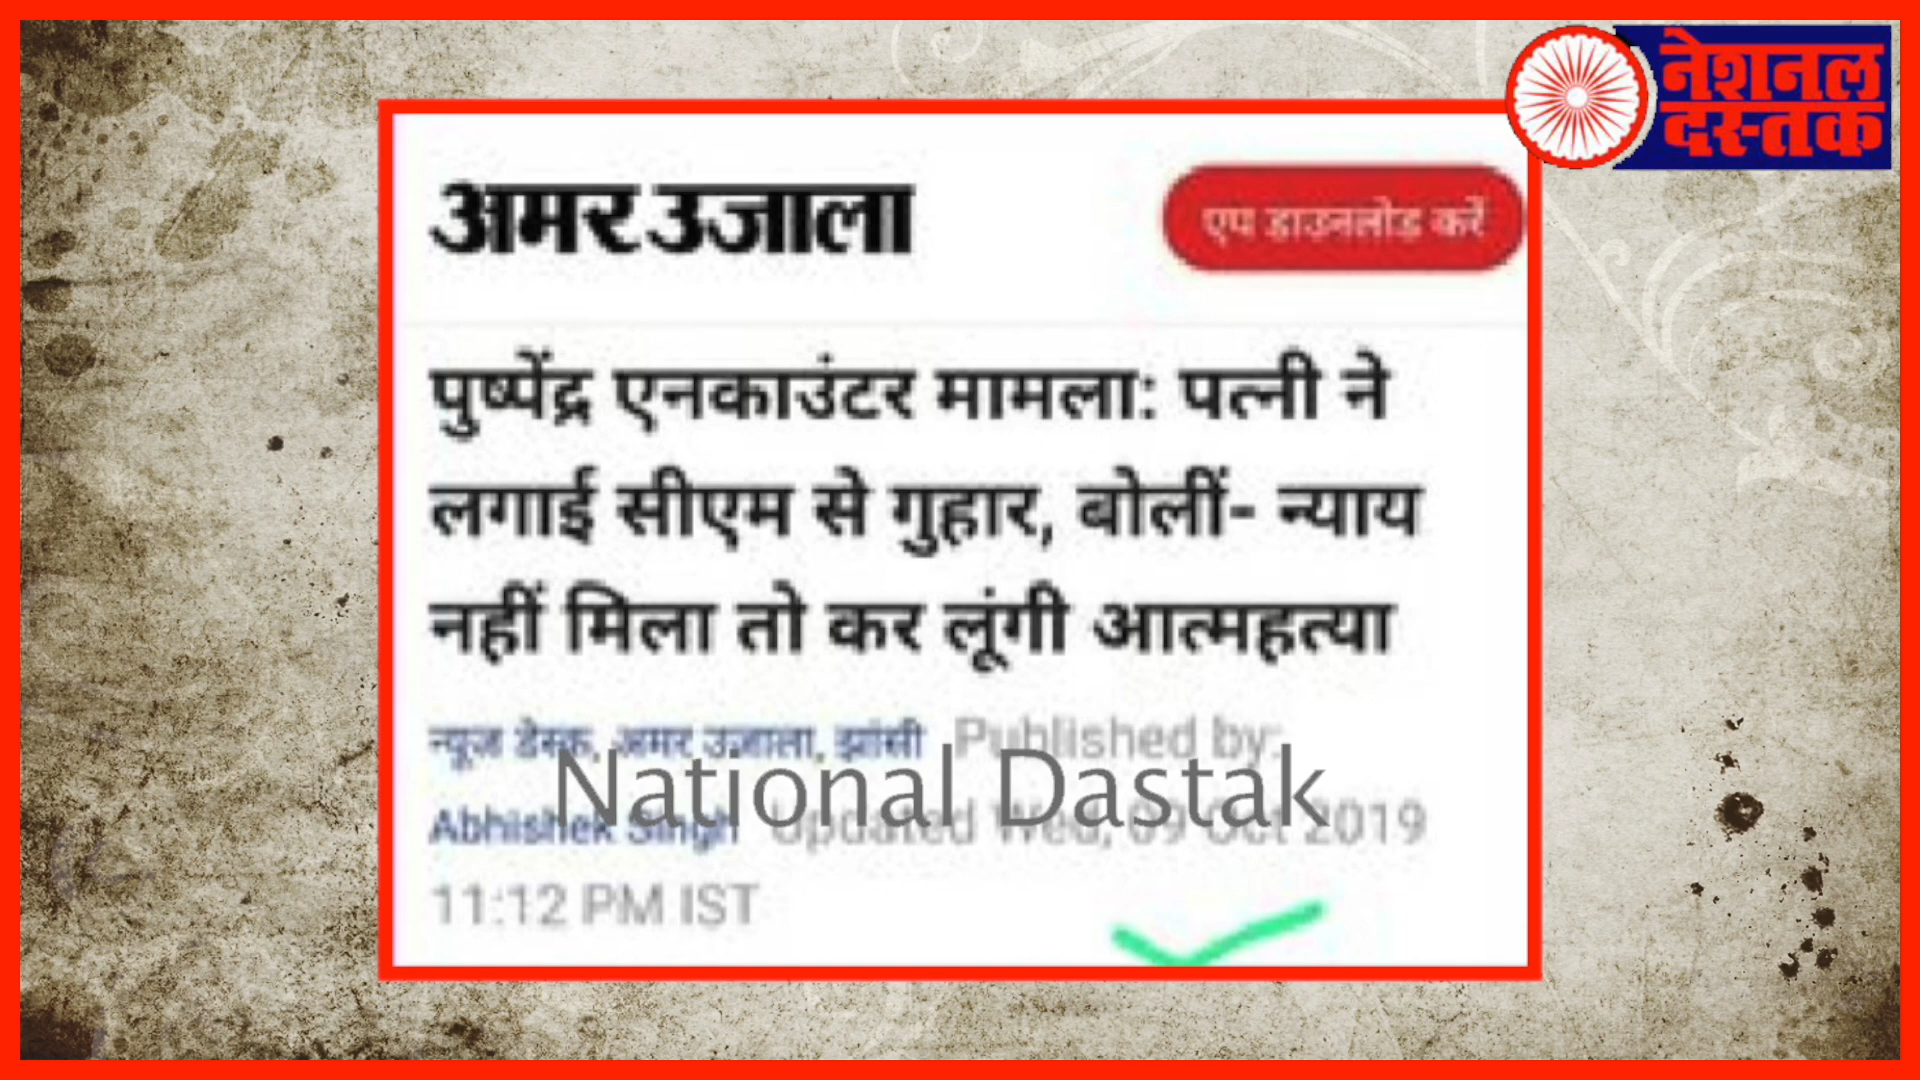 नेशनल
दस्तक
अमर उजाला
एप डाउनलोड करें
पुष्पेंद्र एनकाउंटर मामला: पत्नी ने
लगाई सीएम से गुहार, बोलीं- न्याय
नहीं मिला तो कर लूंगी आत्महत्या
न्यूज डेस्क, अमर उजाला, झांसी Published by:
National Dastak
Abhishek Singh Updated Wed, 09 Oct 2019
11:12 PM IST